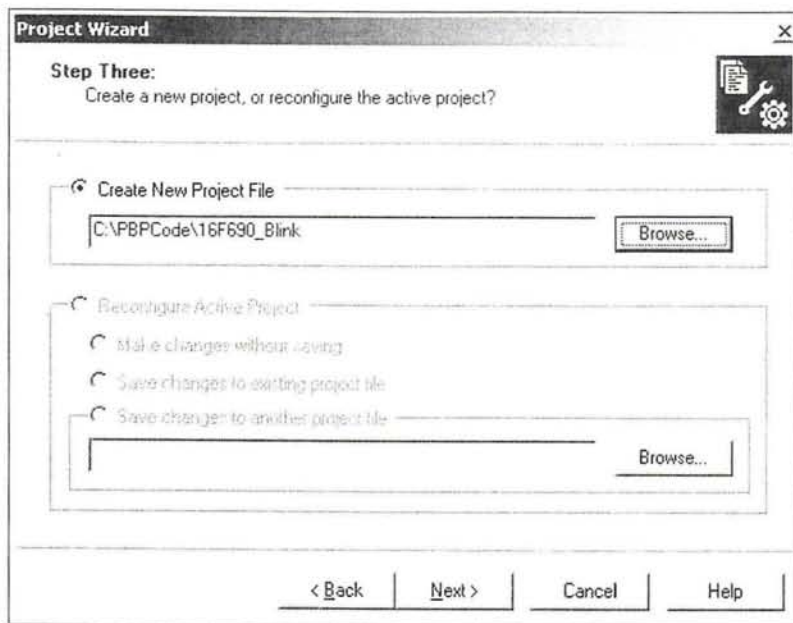 Project Wizard
Step Three:
Create a new project, or reconfigure the active project?
Create New Project File
C:\PBPCode\16F690_Blink
Browse...
Reconfigure Active Project
Make changes without saving
Save changes to existing project file
Save changes to another project file
Browse...
< Back
Next >
Cancel
Help